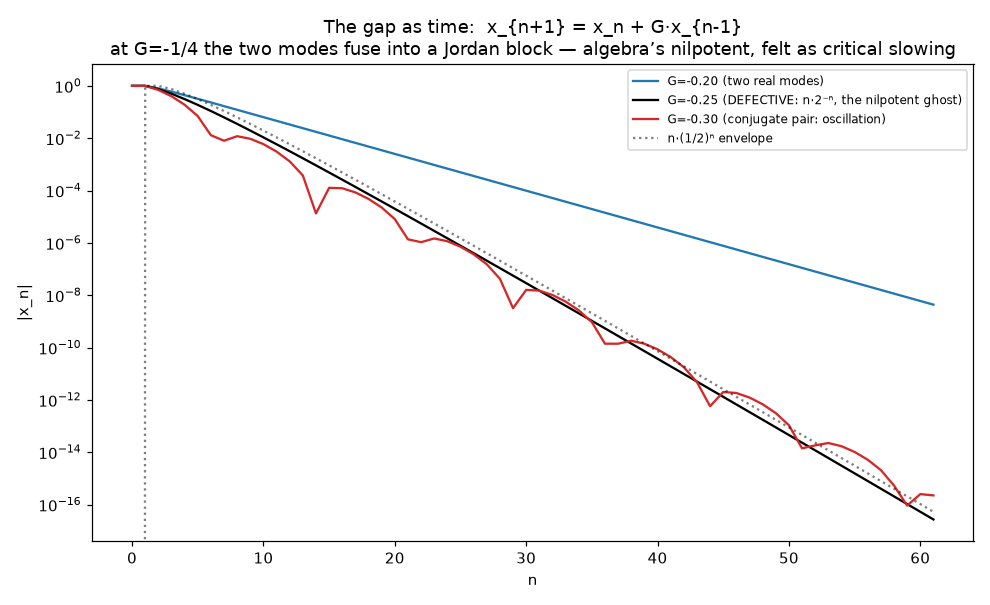 The gap as time:  x_{n+1} = x_n + G·x_{n-1}
at G=-1/4 the two modes fuse into a Jordan block — algebra’s nilpotent, felt as critical slowing
G=-0.20 (two real modes)
G=-0.25 (DEFECTIVE: n·2⁻ⁿ, the nilpotent ghost)
G=-0.30 (conjugate pair: oscillation)
n·(1/2)ⁿ envelope
|x_n|
10⁰
10⁻²
10⁻⁴
10⁻⁶
10⁻⁸
10⁻¹⁰
10⁻¹²
10⁻¹⁴
10⁻¹⁶
0 10 20 30 40 50 60
n